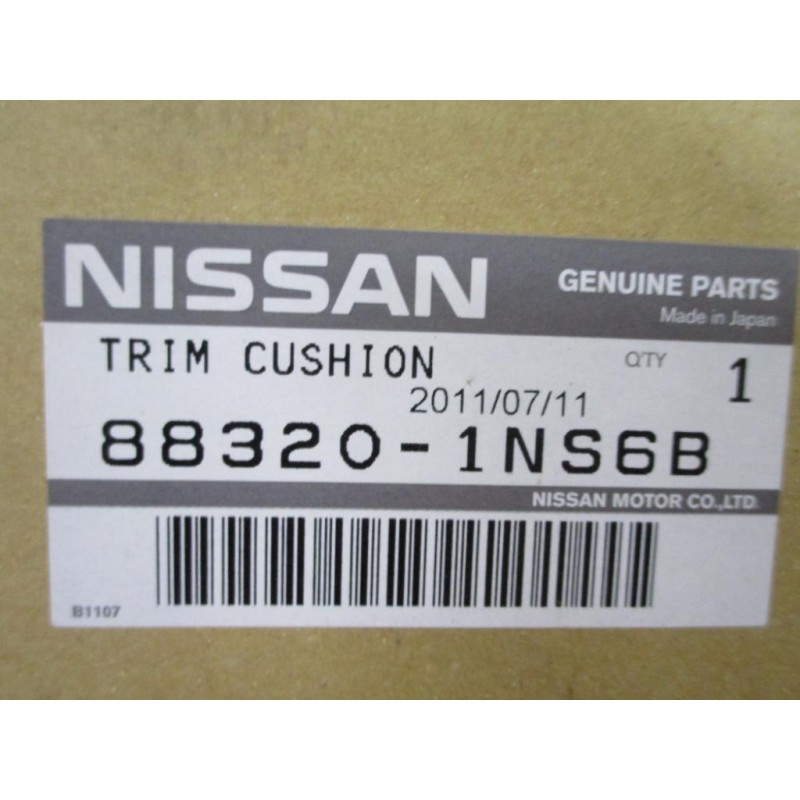 NISSAN
GENUINE PARTS
Made in Japan
TRIM CUSHION
Q'TY 1
2011/07/11
88320-1NS6B
NISSAN MOTOR CO.,LTD.
B1107